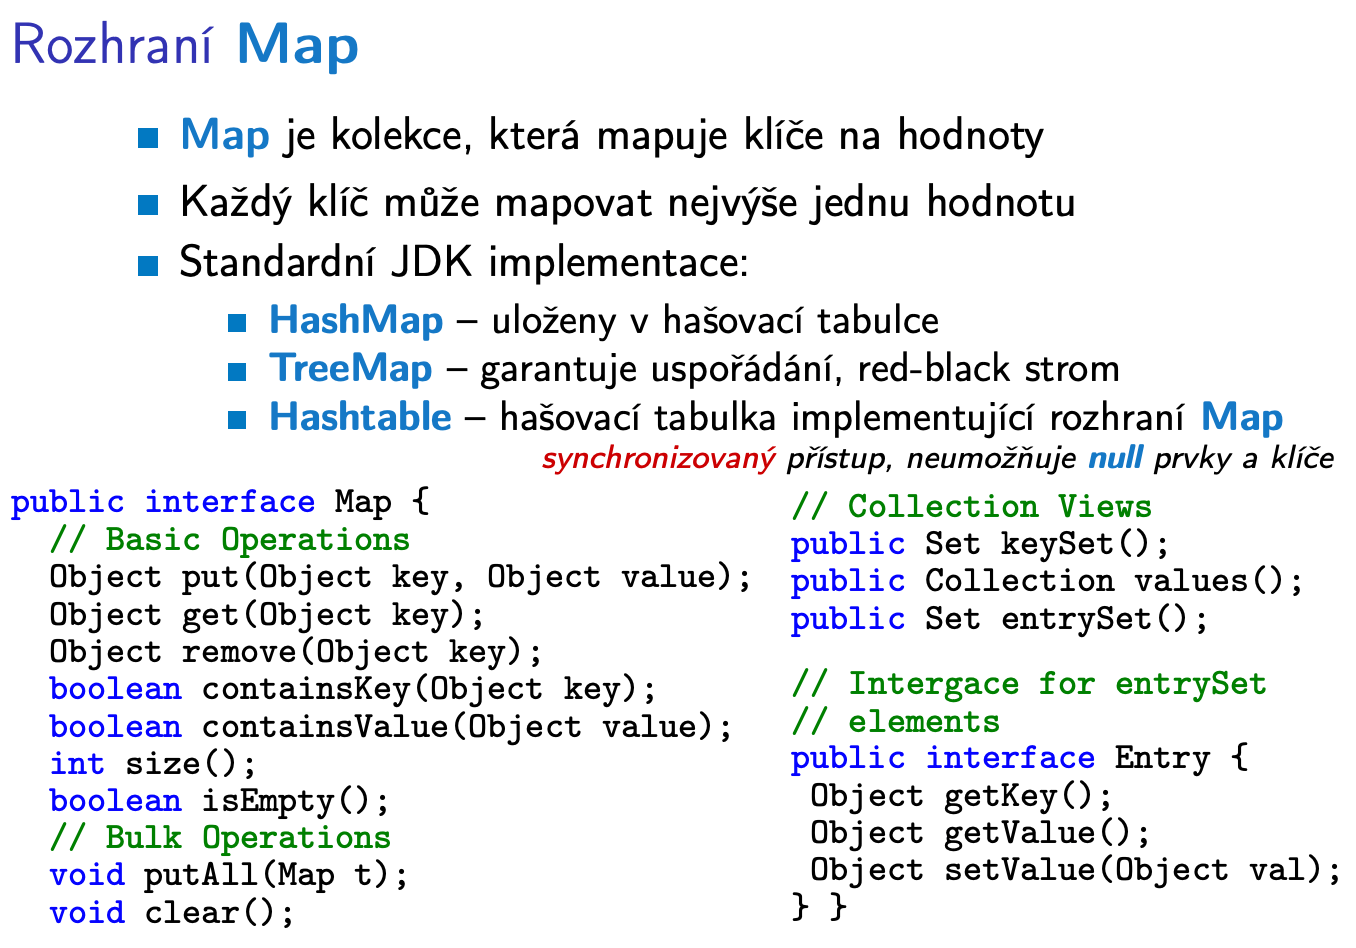 Rozhraní Map
Map je kolekce, která mapuje klíče na hodnoty
Každý klíč může mapovat nejvýše jednu hodnotu
Standardní JDK implementace:
HashMap – uloženy v hašovací tabulce
TreeMap – garantuje uspořádání, red-black strom
Hashtable – hašovací tabulka implementující rozhraní Map
synchronizovaný přístup, neumožňuje null prvky a klíče
public interface Map {
// Basic Operations
Object put(Object key, Object value);
Object get(Object key);
Object remove(Object key);
boolean containsKey(Object key);
boolean containsValue(Object value);
int size();
boolean isEmpty();
// Bulk Operations
void putAll(Map t);
void clear();
// Collection Views
public Set keySet();
public Collection values();
public Set entrySet();
// Intergace for entrySet
// elements
public interface Entry {
Object getKey();
Object getValue();
Object setValue(Object val);
} }